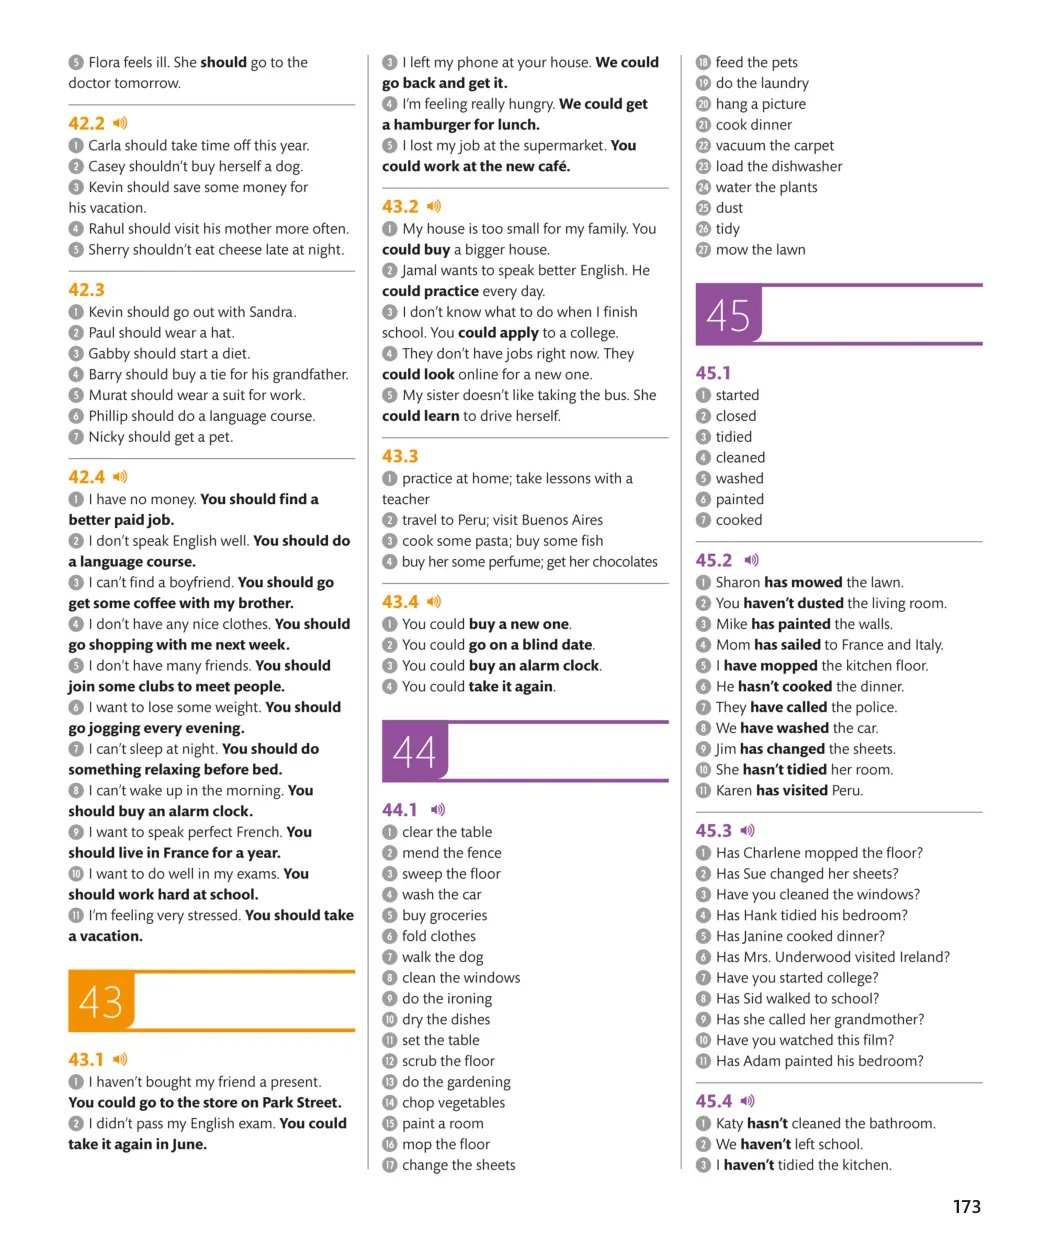 5 Flora feels ill. She should go to the
doctor tomorrow.
42.2
1 Carla should take time off this year.
2 Casey shouldn't buy herself a dog.
3 Kevin should save some money for
his vacation.
4 Rahul should visit his mother more often.
5 Sherry shouldn't eat cheese late at night.
42.3
1 Kevin should go out with Sandra.
2 Paul should wear a hat.
3 Gabby should start a diet.
4 Barry should buy a tie for his grandfather.
5 Murat should wear a suit for work.
6 Phillip should do a language course.
7 Nicky should get a pet.
42.4
1 I have no money. You should find a
better paid job.
2 I don't speak English well. You should do
a language course.
3 I can't find a boyfriend. You should go
get some coffee with my brother.
4 I don't have any nice clothes. You should
go shopping with me next week.
5 I don't have many friends. You should
join some clubs to meet people.
6 I want to lose some weight. You should
go jogging every evening.
7 I can't sleep at night. You should do
something relaxing before bed.
8 I can't wake up in the morning. You
should buy an alarm clock.
9 I want to speak perfect French. You
should live in France for a year.
10 I want to do well in my exams. You
should work hard at school.
11 I'm feeling very stressed. You should take
a vacation.
43
43.1
1 I haven't bought my friend a present.
You could go to the store on Park Street.
2 I didn't pass my English exam. You could
take it again in June.
3 I left my phone at your house. We could
go back and get it.
4 I'm feeling really hungry. We could get
a hamburger for lunch.
5 I lost my job at the supermarket. You
could work at the new café.
43.2
1 My house is too small for my family. You
could buy a bigger house.
2 Jamal wants to speak better English. He
could practice every day.
3 I don't know what to do when I finish
school. You could apply to a college.
4 They don't have jobs right now. They
could look online for a new one.
5 My sister doesn't like taking the bus. She
could learn to drive herself.
43.3
1 practice at home; take lessons with a
teacher
2 travel to Peru; visit Buenos Aires
3 cook some pasta; buy some fish
4 buy her some perfume; get her chocolates
43.4
1 You could buy a new one.
2 You could go on a blind date.
3 You could buy an alarm clock.
4 You could take it again.
44
44.1
1 clear the table
2 mend the fence
3 sweep the floor
4 wash the car
5 buy groceries
6 fold clothes
7 walk the dog
8 clean the windows
9 do the ironing
10 dry the dishes
11 set the table
12 scrub the floor
13 do the gardening
14 chop vegetables
15 paint a room
16 mop the floor
17 change the sheets
18 feed the pets
19 do the laundry
20 hang a picture
21 cook dinner
22 vacuum the carpet
23 load the dishwasher
24 water the plants
25 dust
26 tidy
27 mow the lawn
45
45.1
1 started
2 closed
3 tidied
4 cleaned
5 washed
6 painted
7 cooked
45.2
1 Sharon has mowed the lawn.
2 You haven't dusted the living room.
3 Mike has painted the walls.
4 Mom has sailed to France and Italy.
5 I have mopped the kitchen floor.
6 He hasn't cooked the dinner.
7 They have called the police.
8 We have washed the car.
9 Jim has changed the sheets.
10 She hasn't tidied her room.
11 Karen has visited Peru.
45.3
1 Has Charlene mopped the floor?
2 Has Sue changed her sheets?
3 Have you cleaned the windows?
4 Has Hank tidied his bedroom?
5 Has Janine cooked dinner?
6 Has Mrs. Underwood visited Ireland?
7 Have you started college?
8 Has Sid walked to school?
9 Has she called her grandmother?
10 Have you watched this film?
11 Has Adam painted his bedroom?
45.4
1 Katy hasn't cleaned the bathroom.
2 We haven't left school.
3 I haven't tidied the kitchen.
173